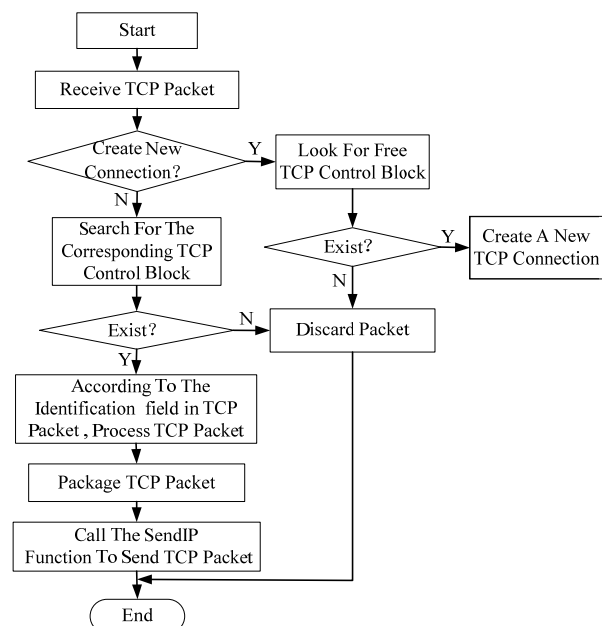 Start
Receive TCP Packet
Create New
Connection?
Y
Look For Free
TCP Control Block
N
Search For The
Corresponding TCP
Control Block
Exist?
Y
Create A New
TCP Connection
N
Exist?
N
Discard Packet
Y
According To The
Identification field in TCP
Packet , Process TCP Packet
Package TCP Packet
Call The SendIP
Function To Send TCP Packet
End